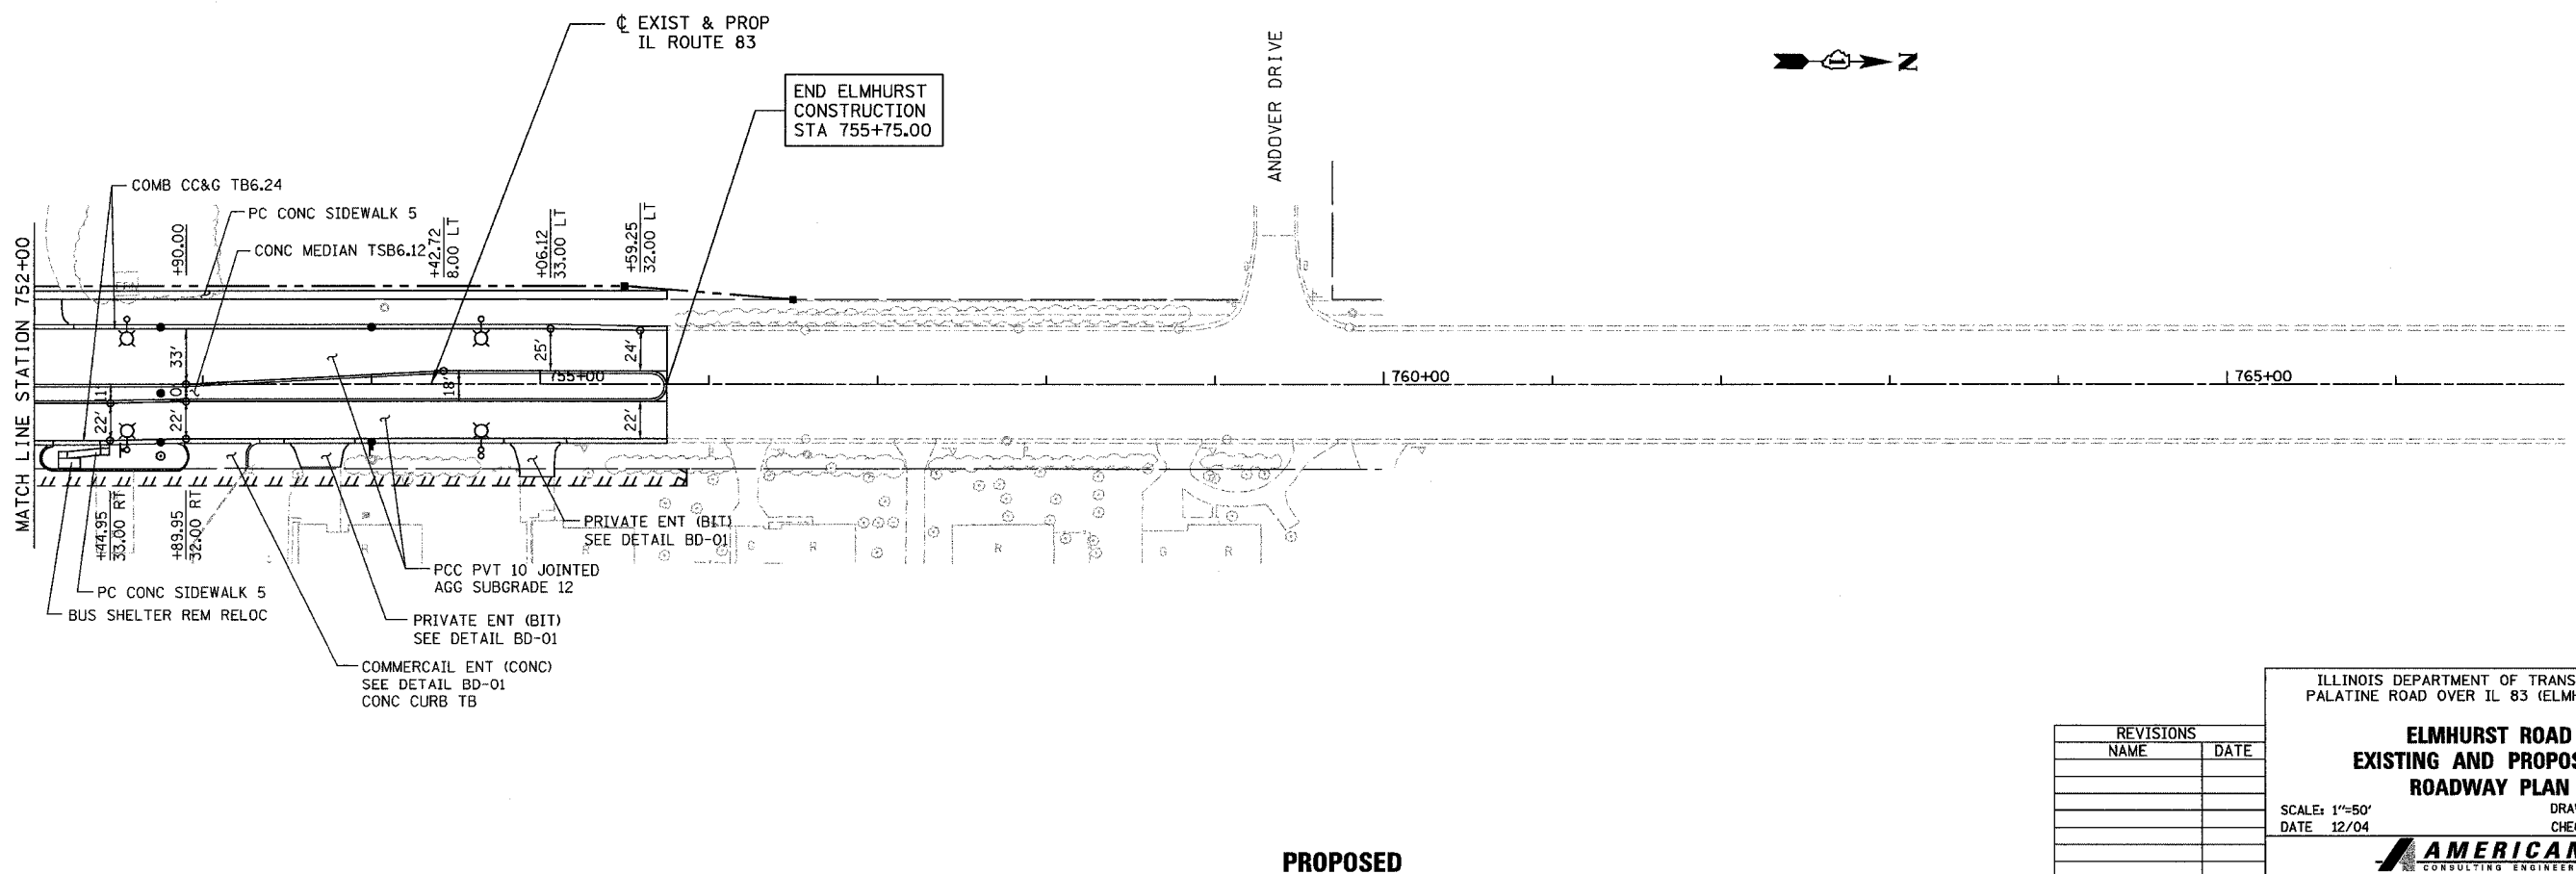 ℄ EXIST & PROP
IL ROUTE 83
END ELMHURST
CONSTRUCTION
STA 755+75.00
ANDOVER DRIVE
N
COMB CC&G TB6.24
PC CONC SIDEWALK 5
CONC MEDIAN TSB6.12
+90.00
+42.72
8.00 LT
+06.12
33.00 LT
+59.25
32.00 LT
MATCH LINE STATION 752+00
33'
25'
24'
11'
10'
18'
22'
22'
22'
755+00
760+00
765+00
+44.95
33.00 RT
+89.95
32.00 RT
PRIVATE ENT (BIT)
SEE DETAIL BD-01
PCC PVT 10 JOINTED
AGG SUBGRADE 12
PC CONC SIDEWALK 5
BUS SHELTER REM RELOC
PRIVATE ENT (BIT)
SEE DETAIL BD-01
COMMERCAIL ENT (CONC)
SEE DETAIL BD-01
CONC CURB TB
R
G
R
R
G
R
PROPOSED
REVISIONS
NAME DATE
ILLINOIS DEPARTMENT OF TRANS
PALATINE ROAD OVER IL 83 (ELMH
ELMHURST ROAD
EXISTING AND PROPOS
ROADWAY PLAN
SCALE: 1"=50' DRA
DATE 12/04 CHE
AMERICAN
CONSULTING ENGINEER